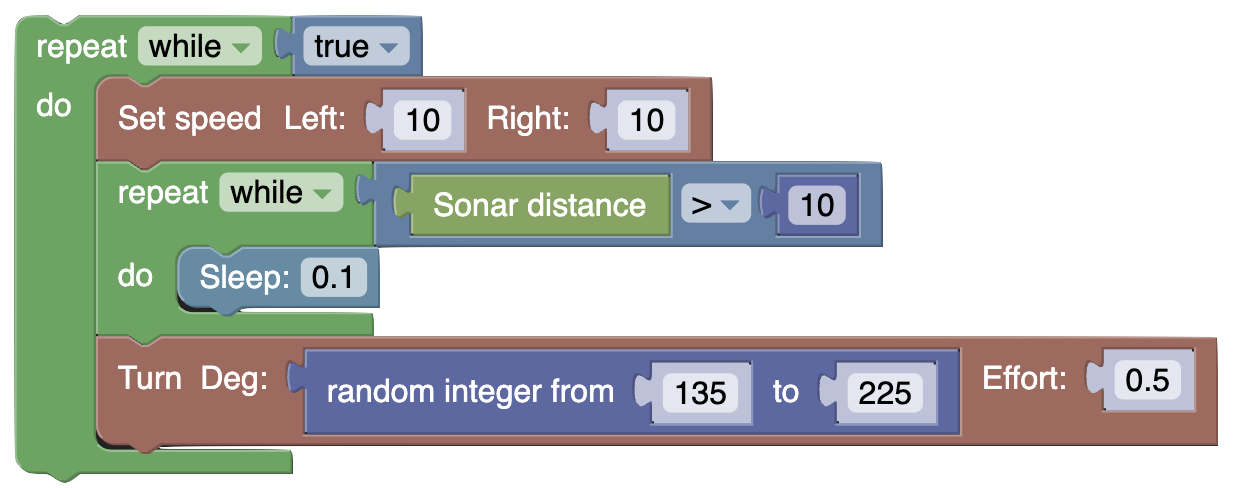 repeat while true
do
Set speed Left: 10 Right: 10
repeat while Sonar distance > 10
do Sleep: 0.1
Turn Deg: random integer from 135 to 225 Effort: 0.5